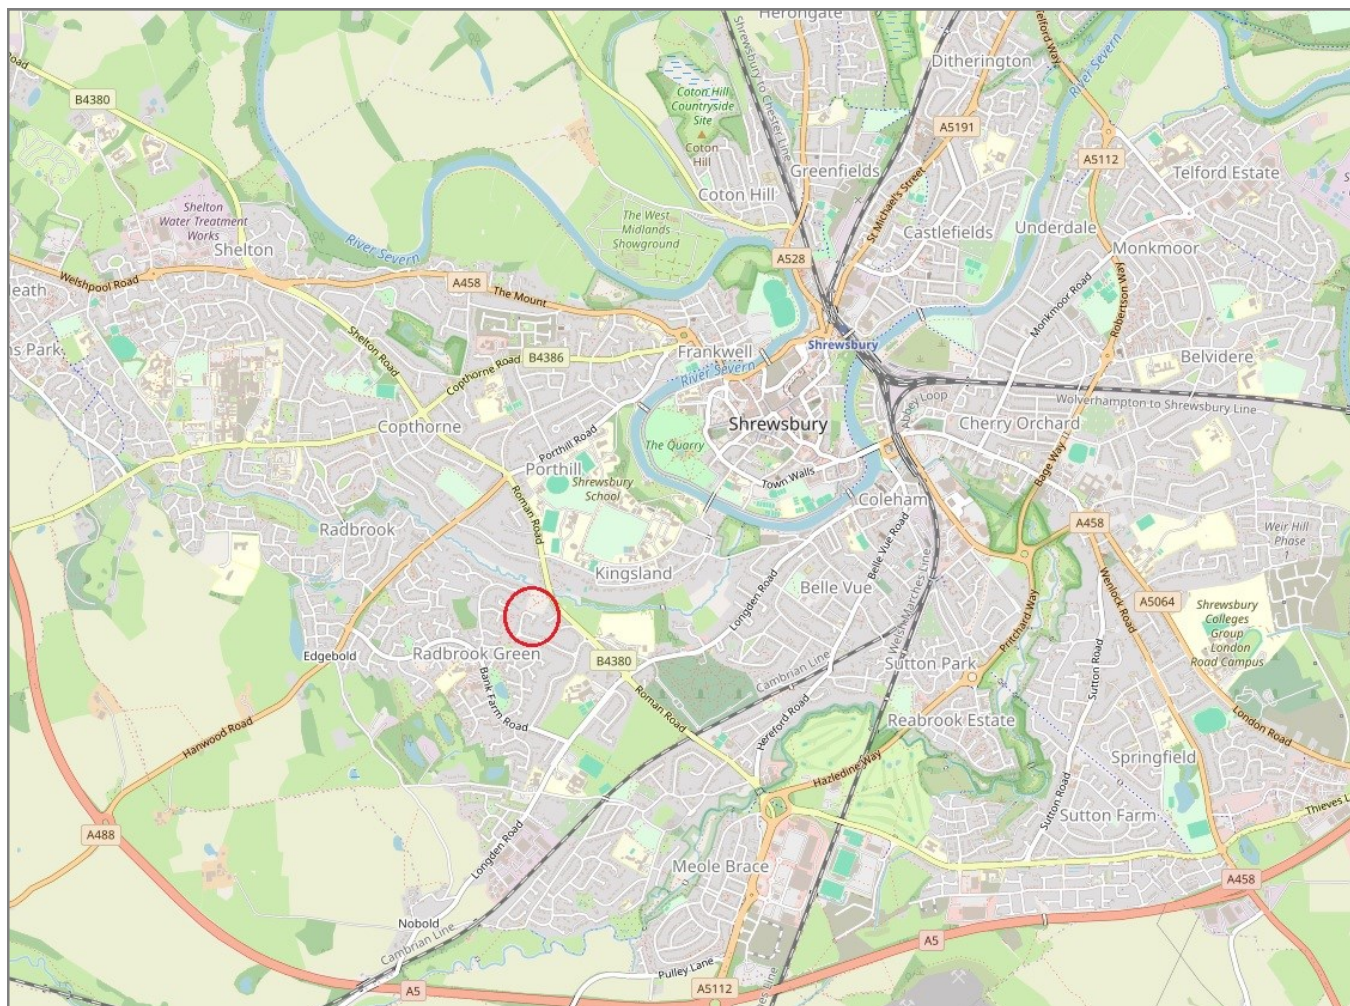 Herongate
Telford Way
Ditherington
River Severn
Road
B4380
Shrewsbury to Chester Line
Coton Hill
Countryside
Site
Coton
Hill
A5191
A5112
Greenfields
Telford Estate
Coton Hill
St Michael's Street
Shelton
Water Treatment
Works
The West
Midlands
Showground
Castlefields
Underdale
Monkmoor
Shelton
River Severn
A528
Welshpool Road
A458
The Mount
Monkmoor Road
Robertson Way
eath
ns Park
Shelton Road
Copthorne Road
B4386
Frankwell
River Severn
Shrewsbury
Belvidere
Abbey Loop
Wolverhampton to Shrewsbury Line
Copthorne
Porthill Road
The Quarry
Shrewsbury
Cherry Orchard
Porthill
Shrewsbury
School
Town Walls
Bage Way
Coleham
Roman Road
Radbrook
A458
Weir Hill
Phase
1
Belle Vue Road
Welsh Marches Line
Kingsland
Longden Road
Belle Vue
Pritchard Way
Wenlock Road
A5064
Shrewsbury
Colleges
Group
London
Road Campus
Edgebold
Radbrook Green
B4380
Cambrian Line
Sutton Park
Sutton Road
Bank Farm Road
Roman Road
Hereford Road
Reabrook Estate
London Road
Hanwood Road
Hazledine Way
Springfield
Sutton Road
Thieves L
A488
Longden Road
Sutton Farm
Meole Brace
A458
Nobold
Cambrian Line
A5
Pulley Lane
A5
A5112
es Line